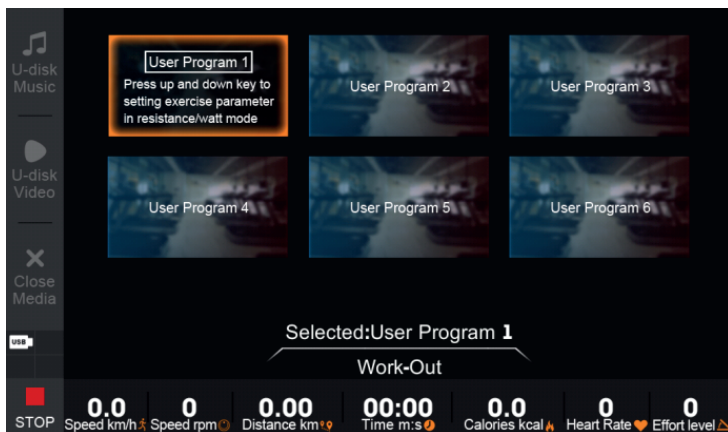 U-disk
Music
U-disk
Video
Close
Media
USB
STOP
User Program 1
Press up and down key to
setting exercise parameter
in resistance/watt mode
User Program 2
User Program 3
User Program 4
User Program 5
User Program 6
Selected:User Program 1
Work-Out
0.0
Speed km/h
0
Speed rpm
0.00
Distance km
00:00
Time m:s
0.0
Calories kcal
0
Heart Rate
0
Effort level